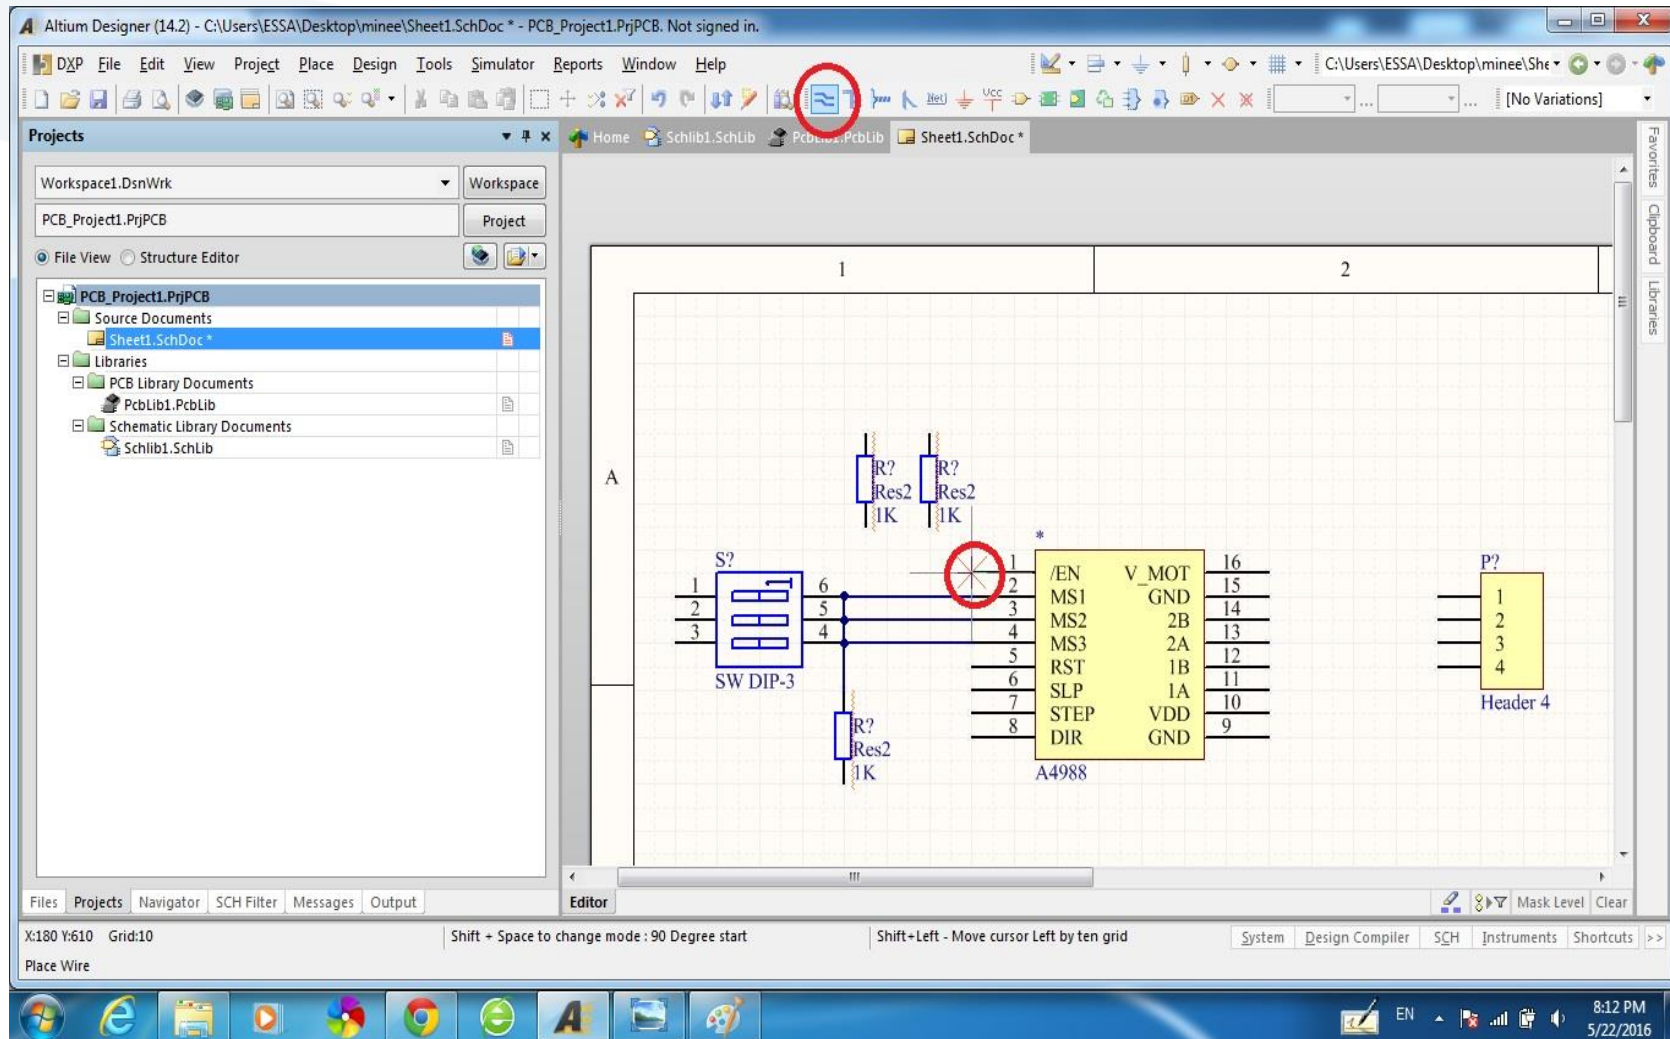 Altium Designer (14.2) - C:\Users\ESSA\Desktop\minee\Sheet1.SchDoc * - PCB_Project1.PrjPCB. Not signed in.
DXP File Edit View Project Place Design Tools Simulator Reports Window Help
C:\Users\ESSA\Desktop\minee\She
Net VCC ... ... [No Variations]
Projects
Home Schlib1.SchLib PcbLib1.PcbLib Sheet1.SchDoc *
Workspace1.DsnWrk Workspace
PCB_Project1.PrjPCB Project
File View Structure Editor
PCB_Project1.PrjPCB
Source Documents
Sheet1.SchDoc *
Libraries
PCB Library Documents
PcbLib1.PcbLib
Schematic Library Documents
Schlib1.SchLib
Favorites
Clipboard
Libraries
1 2
A
R? R?
Res2 Res2
1K 1K
S?
1 6
2 5
3 4
1
SW DIP-3
R?
Res2
1K
*
1 /EN V_MOT 16
2 MS1 GND 15
3 MS2 2B 14
4 MS3 2A 13
5 RST 1B 12
6 SLP 1A 11
7 STEP VDD 10
8 DIR GND 9
A4988
P?
1
2
3
4
Header 4
Files Projects Navigator SCH Filter Messages Output
Editor Mask Level Clear
X:180 Y:610 Grid:10 Shift + Space to change mode : 90 Degree start Shift+Left - Move cursor Left by ten grid System Design Compiler SCH Instruments Shortcuts >>
Place Wire
EN 8:12 PM
5/22/2016